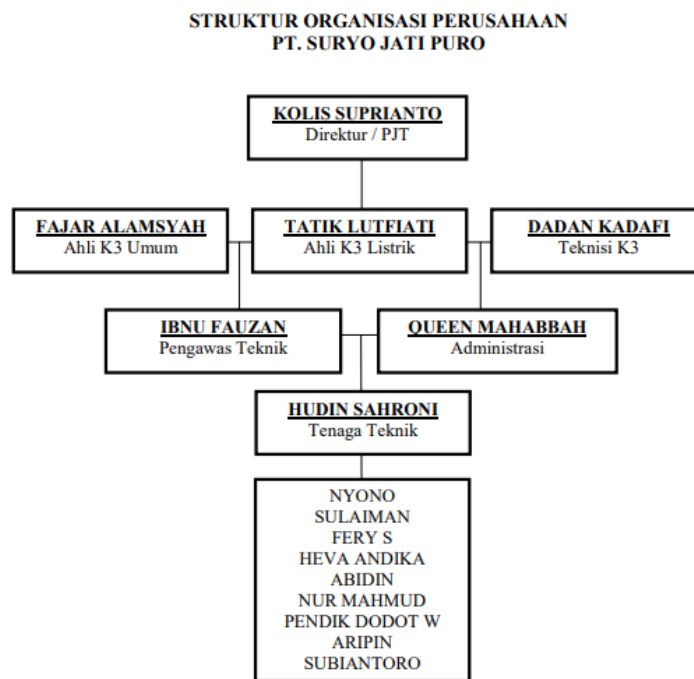 STRUKTUR ORGANISASI PERUSAHAAN
PT. SURYO JATI PURO
KOLIS SUPRIANTO
Direktur / PJT
FAJAR ALAMSYAH
Ahli K3 Umum
TATIK LUTFIATI
Ahli K3 Listrik
DADAN KADAFI
Teknisi K3
IBNU FAUZAN
Pengawas Teknik
QUEEN MAHABBAH
Administrasi
HUDIN SAHRONI
Tenaga Teknik
NYONO
SULAIMAN
FERY S
HEVA ANDIKA
ABIDIN
NUR MAHMUD
PENDIK DODOT W
ARIPIN
SUBIANTORO